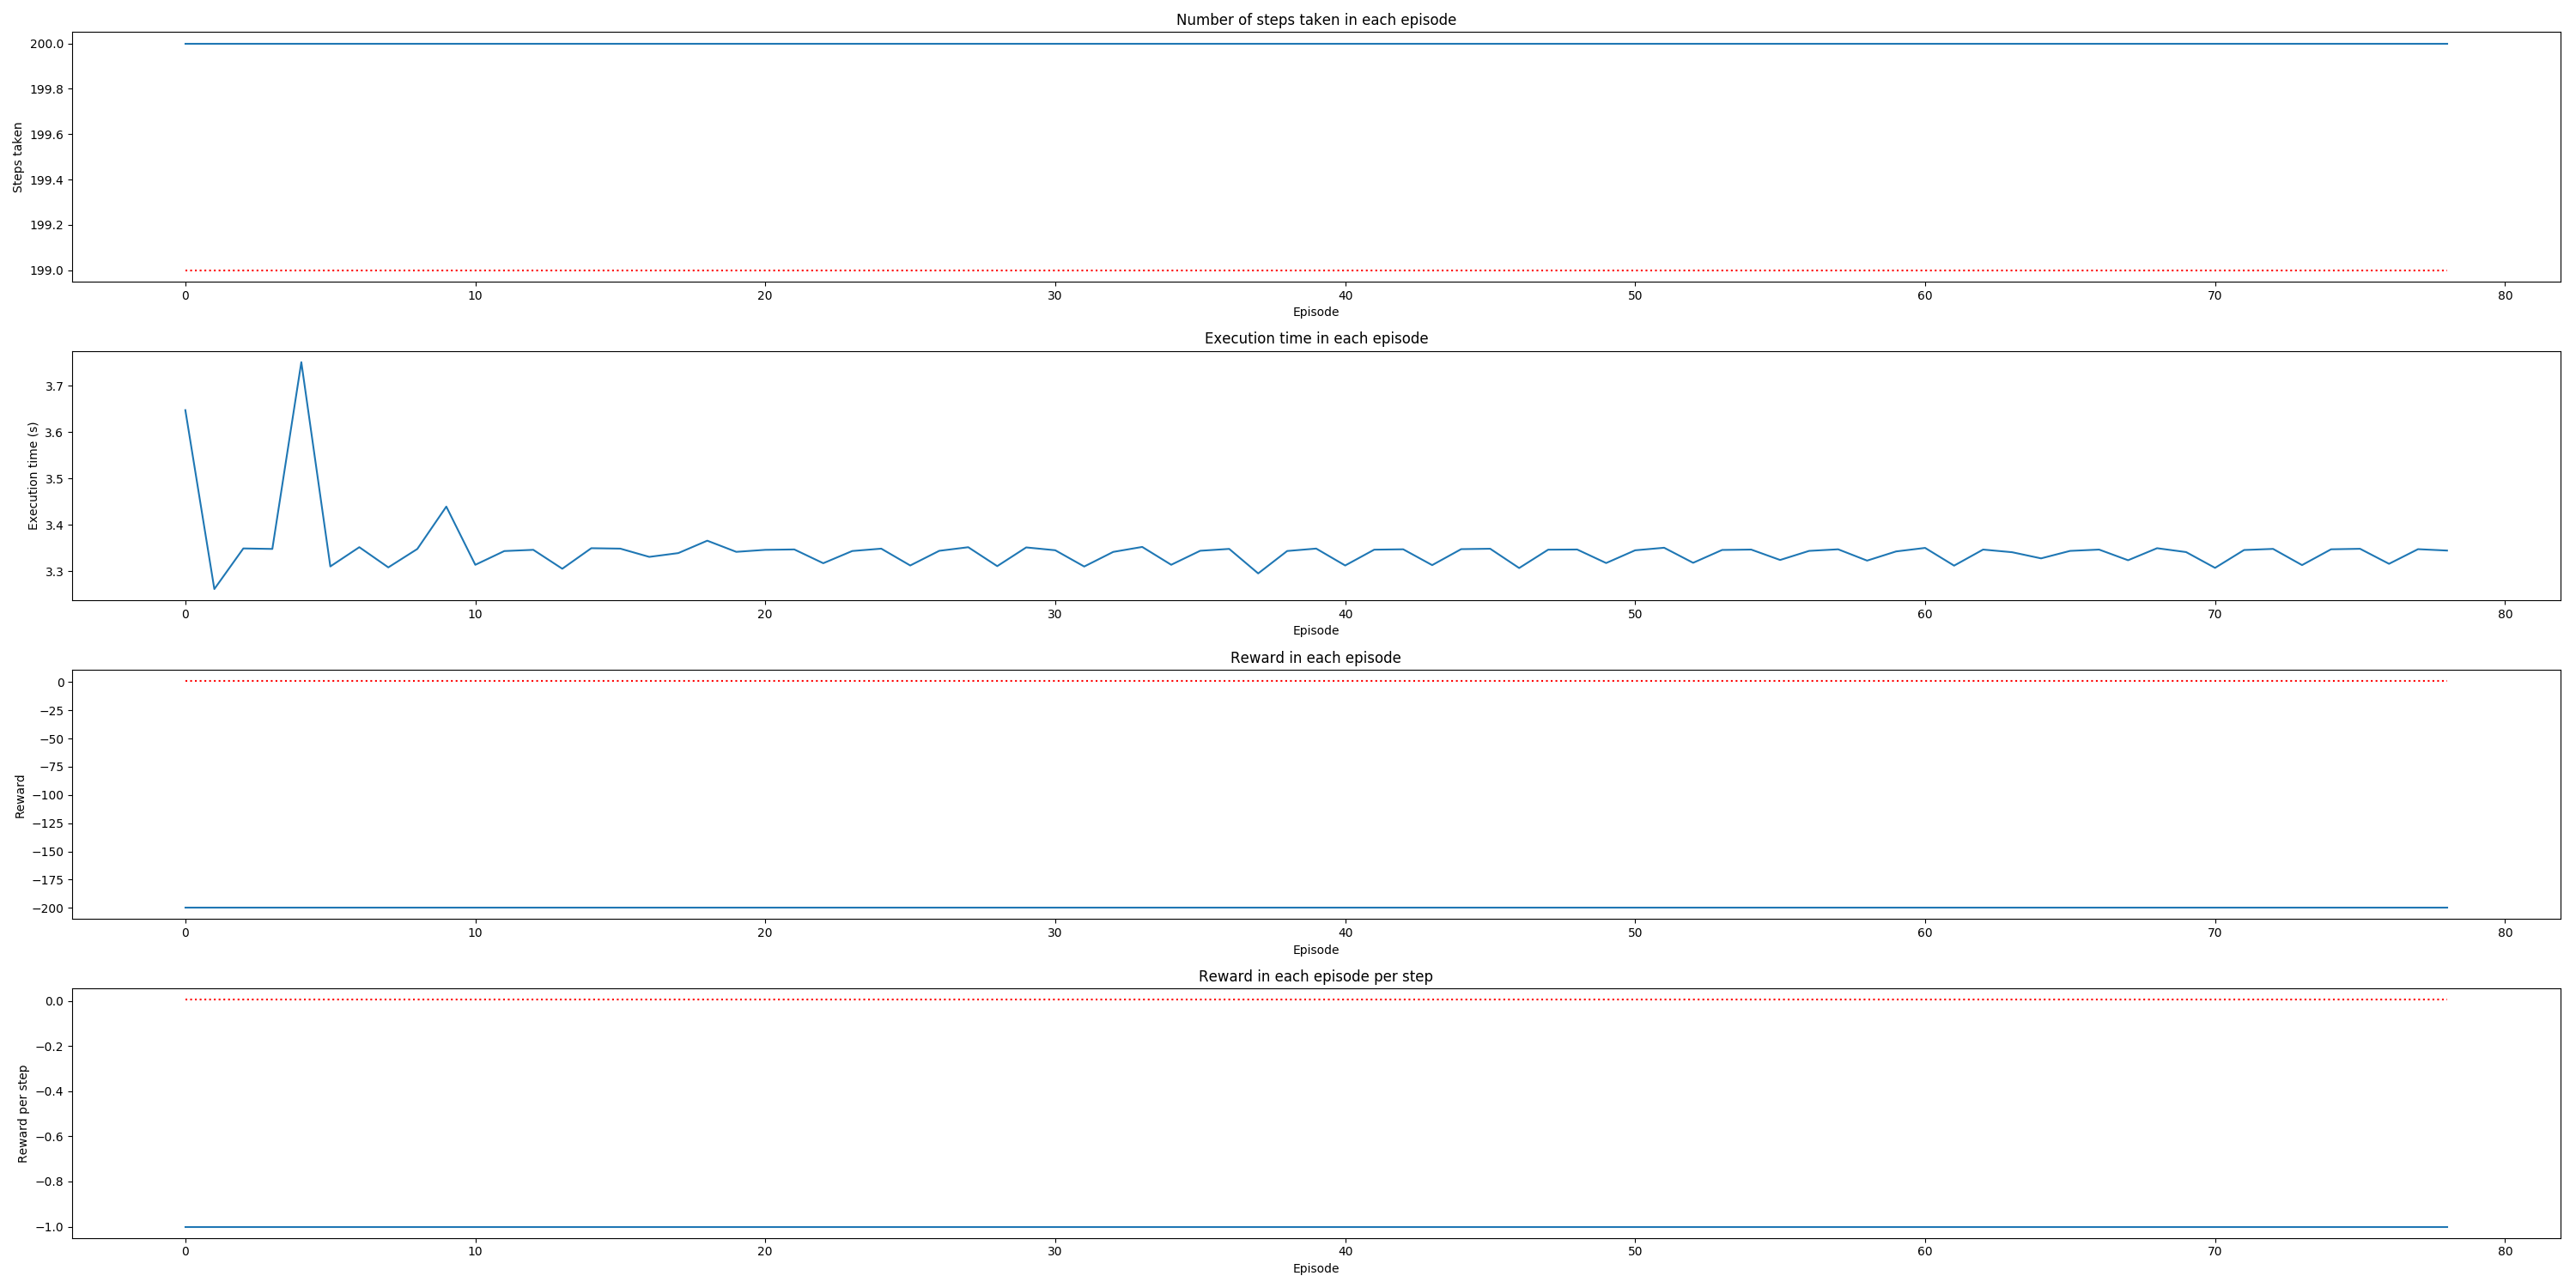 Number of steps taken in each episode
Steps taken
200.0
199.8
199.6
199.4
199.2
199.0
0 10 20 30 40 50 60 70 80
Episode
Execution time in each episode
Execution time (s)
3.7
3.6
3.5
3.4
3.3
0 10 20 30 40 50 60 70 80
Episode
Reward in each episode
Reward
0
−25
−50
−75
−100
−125
−150
−175
−200
0 10 20 30 40 50 60 70 80
Episode
Reward in each episode per step
Reward per step
0.0
−0.2
−0.4
−0.6
−0.8
−1.0
0 10 20 30 40 50 60 70 80
Episode